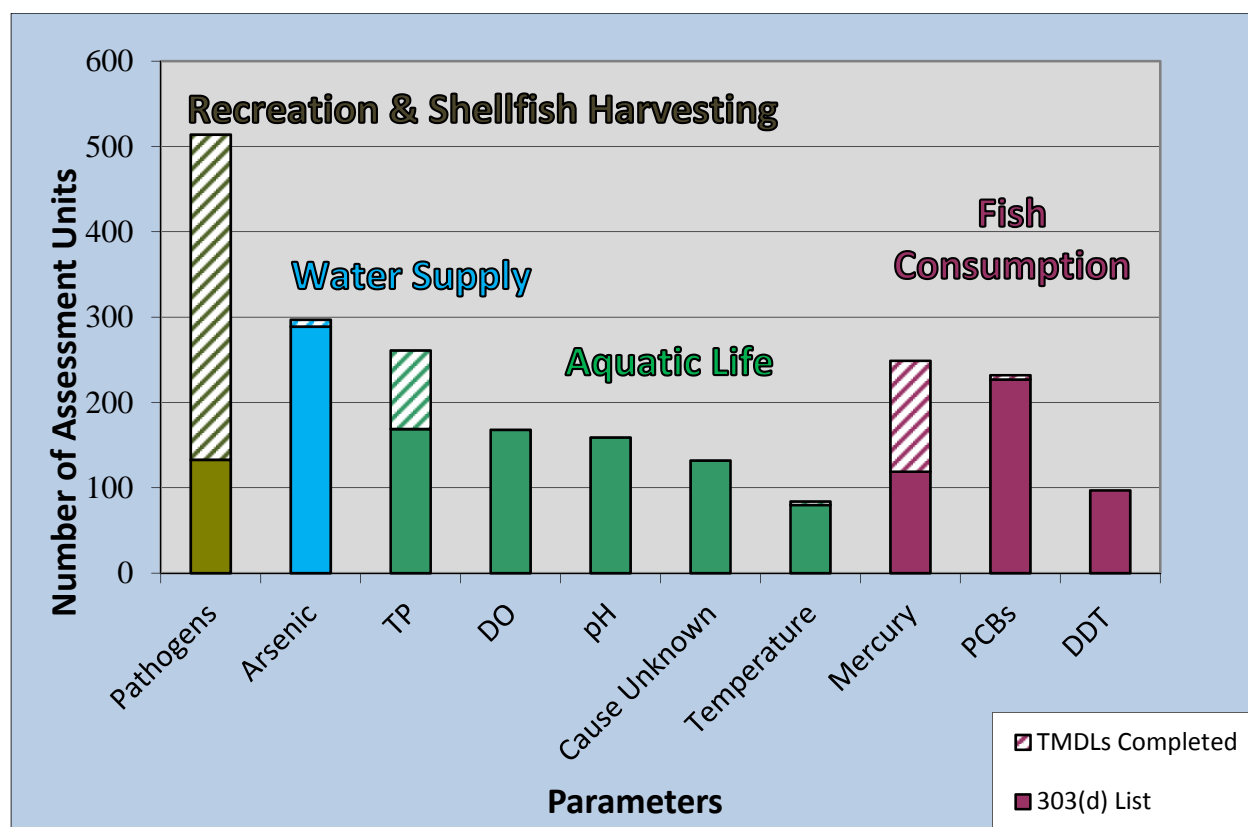 600
500
400
300
200
100
0
Number of Assessment Units
Recreation & Shellfish Harvesting
Water Supply
Aquatic Life
Fish
Consumption
Pathogens
Arsenic
TP
DO
pH
Cause Unknown
Temperature
Mercury
PCBs
DDT
Parameters
TMDLs Completed
303(d) List